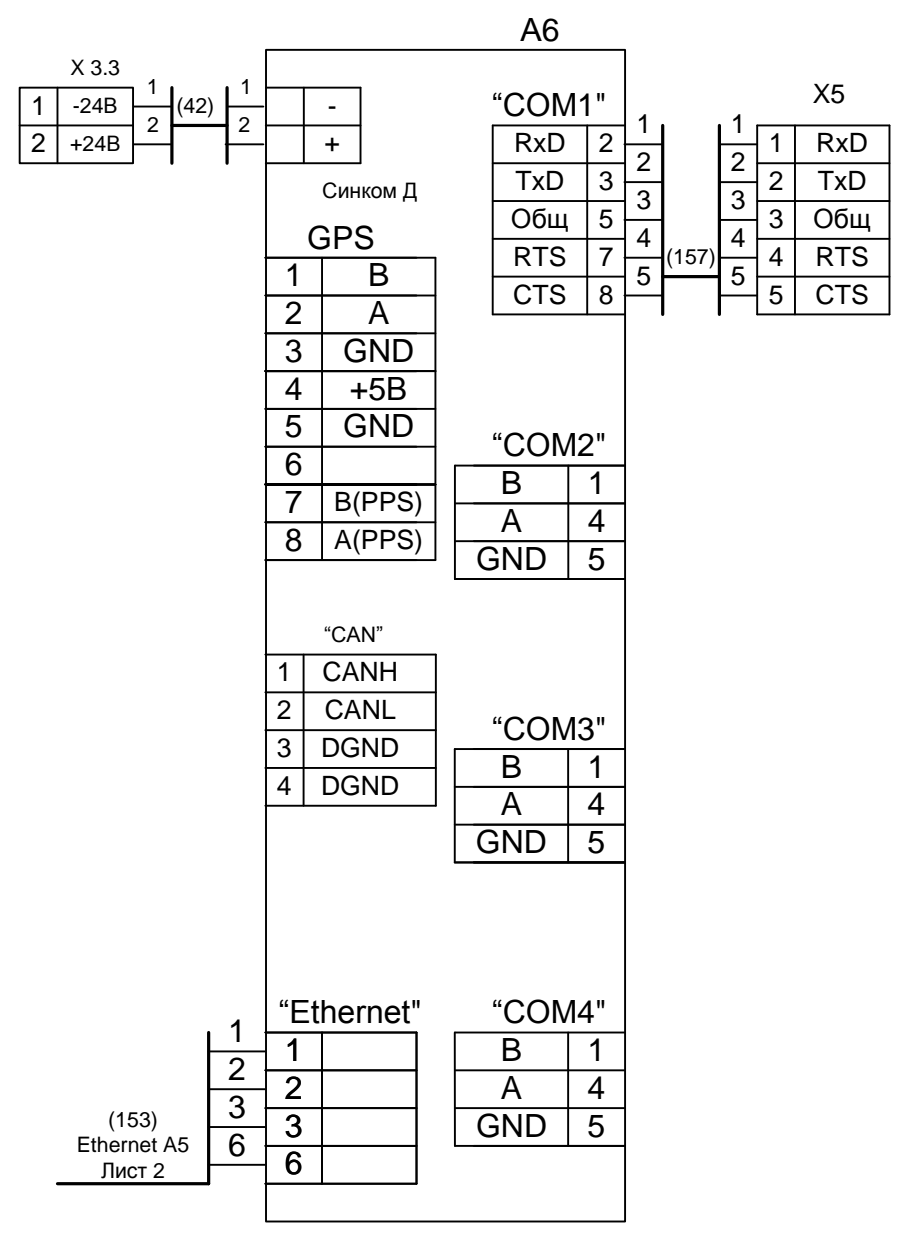 A6
X 3.3
1 -24В
2 +24В
1
2
(42)
1
2
-
+
Синком Д
GPS
1 B
2 A
3 GND
4 +5В
5 GND
6
7 B(PPS)
8 A(PPS)
“CAN”
1 CANH
2 CANL
3 DGND
4 DGND
“Ethernet"
1
2
3
6
1
2
3
6
(153)
Ethernet A5
Лист 2
“COM1"
RxD 2
TxD 3
Общ 5
RTS 7
CTS 8
1
2
3
4
5
(157)
1
2
3
4
5
X5
1 RxD
2 TxD
3 Общ
4 RTS
5 CTS
“COM2"
B 1
A 4
GND 5
“COM3"
B 1
A 4
GND 5
“COM4"
B 1
A 4
GND 5